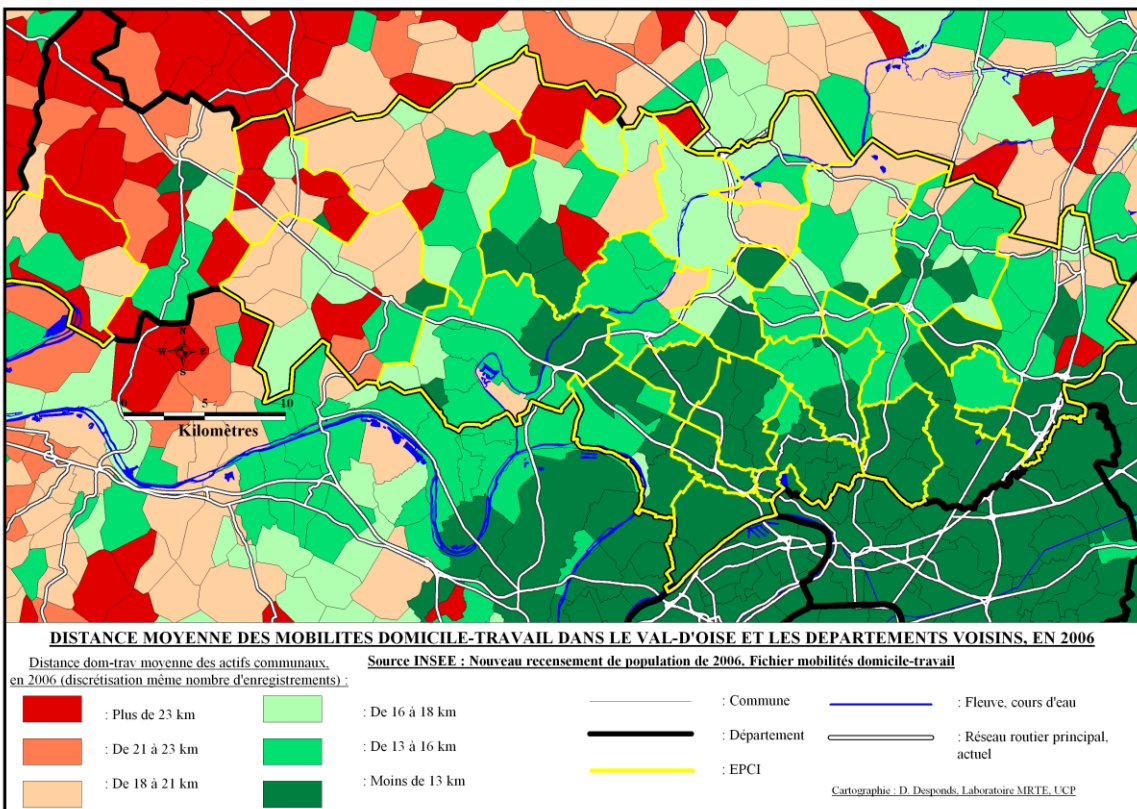 N
W E
S
0 5 10
Kilomètres
DISTANCE MOYENNE DES MOBILITES DOMICILE-TRAVAIL DANS LE VAL-D'OISE ET LES DEPARTEMENTS VOISINS, EN 2006
Distance dom-trav moyenne des actifs communaux,
en 2006 (discrétisation même nombre d'enregistrements) :
Source INSEE : Nouveau recensement de population de 2006. Fichier mobilités domicile-travail
: Plus de 23 km
: De 21 à 23 km
: De 18 à 21 km
: De 16 à 18 km
: De 13 à 16 km
: Moins de 13 km
: Commune
: Département
: EPCI
: Fleuve, cours d'eau
: Réseau routier principal,
actuel
Cartographie : D. Desponds, Laboratoire MRTE, UCP